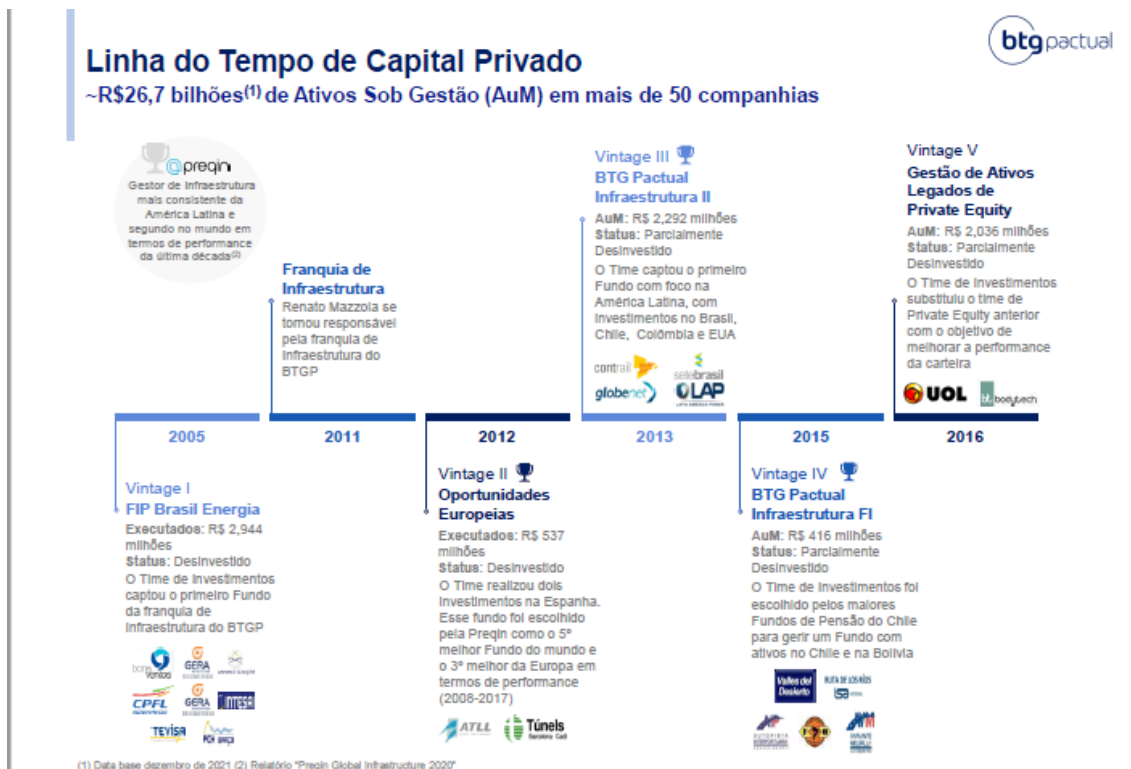 btgpactual
Linha do Tempo de Capital Privado
~R$26,7 bilhões(1) de Ativos Sob Gestão (AuM) em mais de 50 companhias
preqin
Gestor de Infraestrutura
mais consistente da
América Latina e
segundo no mundo em
termos de performance
da última década(2)
Franquia de
Infraestrutura
Renato Mazzola se
tornou responsável
pela franquia de
Infraestrutura do
BTGP
Vintage III
BTG Pactual
Infraestrutura II
AuM: R$ 2,292 milhões
Status: Parcialmente
Desinvestido
O Time captou o primeiro
Fundo com foco na
América Latina, com
Investimentos no Brasil,
Chile, Colômbia e EUA
contrail
setebrasil
globenet
OLAP
Vintage V
Gestão de Ativos
Legados de
Private Equity
AuM: R$ 2,036 milhões
Status: Parcialmente
Desinvestido
O Time de Investimentos
substituiu o time de
Private Equity anterior
com o objetivo de
melhorar a performance
da carteira
UOL
bt bodytech
2005
2011
2012
2013
2015
2016
Vintage I
FIP Brasil Energia
Executados: R$ 2,944
milhões
Status: Desinvestido
O Time de Investimentos
captou o primeiro Fundo
da franquia de
Infraestrutura do BTGP
GERA
CPFL
GERA
INTESA
TEVISA
Vintage II
Oportunidades
Europeias
Executados: R$ 537
milhões
Status: Desinvestido
O Time realizou dois
Investimentos na Espanha.
Esse fundo foi escolhido
pela Preqin como o 5º
melhor Fundo do mundo e
o 3º melhor da Europa em
termos de performance
(2008-2017)
ATLL
Túnels
Barcelona Cadí
Vintage IV
BTG Pactual
Infraestrutura FI
AuM: R$ 416 milhões
Status: Parcialmente
Desinvestido
O Time de Investimentos foi
escolhido pelos maiores
Fundos de Pensão do Chile
para gerir um Fundo com
ativos no Chile e na Bolivia
Valles del
Desierto
RUTA DE LOS RÍOS
(1) Data base dezembro de 2021 (2) Relatório "Preqin Global Infrastructure 2020"